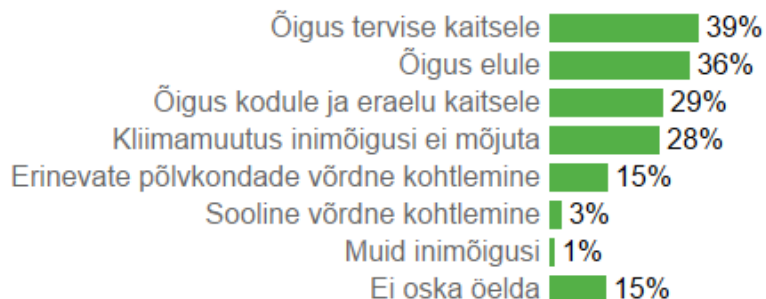 Õigus tervise kaitsele 39%
Õigus elule 36%
Õigus kodule ja eraelu kaitsele 29%
Kliimamuutus inimõigusi ei mõjuta 28%
Erinevate põlvkondade võrdne kohtlemine 15%
Sooline võrdne kohtlemine 3%
Muid inimõigusi 1%
Ei oska öelda 15%